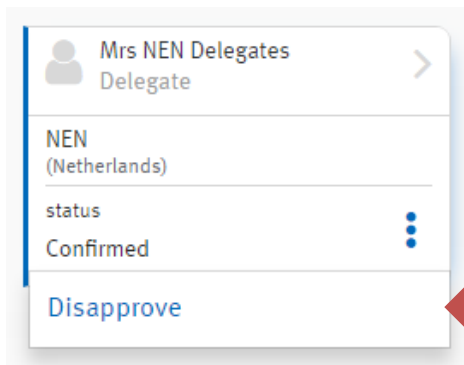 Mrs NEN Delegates
Delegate
NEN
(Netherlands)
status
Confirmed
Disapprove